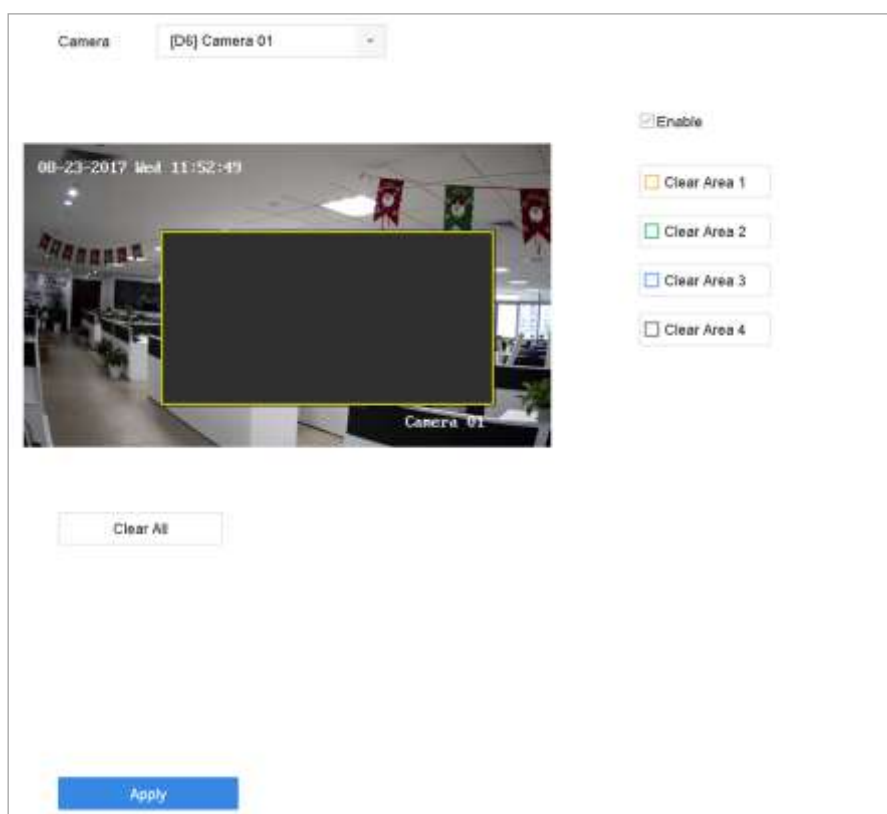 Camera
[D6] Camera 01
Enable
08-23-2017 Wed 11:52:49
Clear Area 1
Clear Area 2
Clear Area 3
Clear Area 4
Camera 01
Clear All
Apply